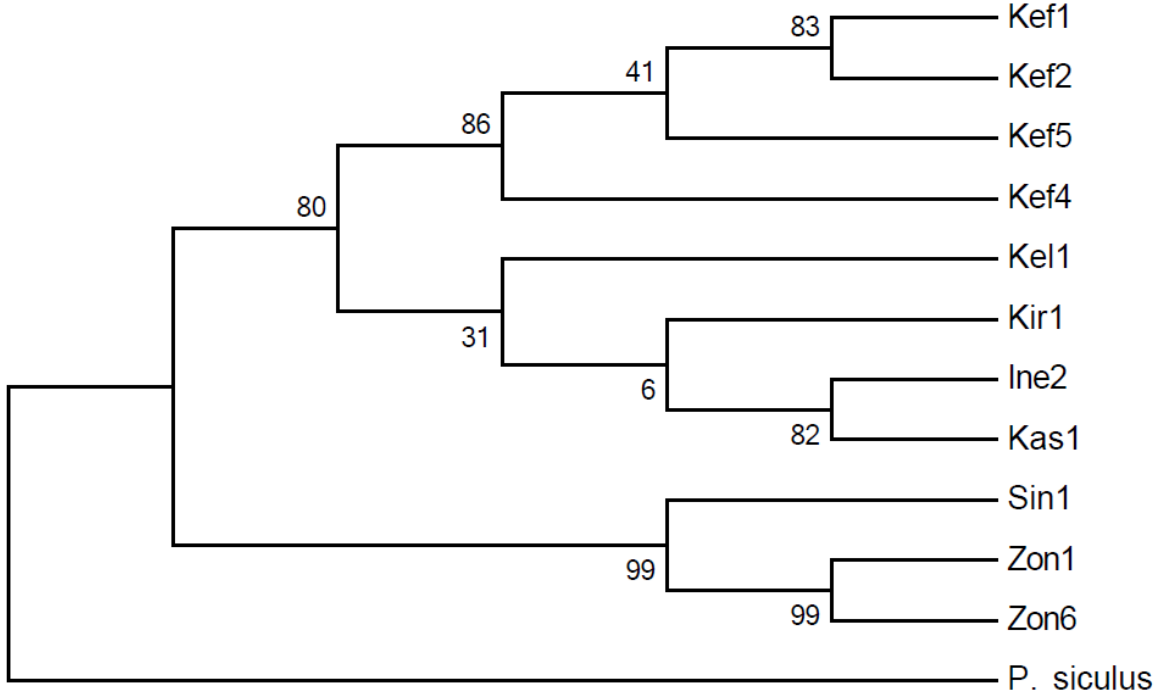 Kef1
83
Kef2
41
Kef5
86
Kef4
80
Kel1
31
Kir1
6
Ine2
82
Kas1
Sin1
99
Zon1
99
Zon6
P. siculus